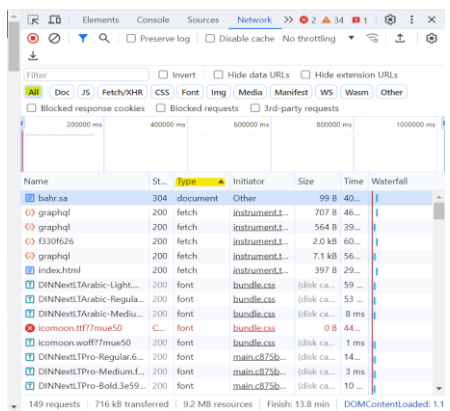 Elements Console Sources Network 2 34 1
Preserve log Disable cache No throttling
Filter Invert Hide data URLs Hide extension URLs
All Doc JS Fetch/XHR CSS Font Img Media Manifest WS Wasm Other
Blocked response cookies Blocked requests 3rd-party requests
200000 ms 400000 ms 600000 ms 800000 ms 1000000 ms
Name St... Type Initiator Size Time Waterfall
bahr.sa 304 document Other 99 B 40...
graphql 200 fetch instrument.t... 707 B 46...
graphql 200 fetch instrument.t... 564 B 39...
f330f626 200 fetch instrument.t... 2.0 kB 60...
graphql 200 fetch instrument.t... 7.1 kB 56...
index.html 200 fetch instrument.t... 397 B 29...
DINNextLTArabic-Light.... 200 font bundle.css (disk ca... 59 ...
DINNextLTArabic-Regula... 200 font bundle.css (disk ca... 53 ...
DINNextLTArabic-Mediu... 200 font bundle.css (disk ca... 8 ms
icomoon.ttf?7mue50 C... font bundle.css 0 B 44...
icomoon.woff?7mue50 200 font bundle.css (disk ca... 1 ms
DINNextLTPro-Regular.6... 200 font main.c875b... (disk ca... 14...
DINNextLTPro-Medium.f... 200 font main.c875b... (disk ca... 3 ms
DINNextLTPro-Bold.3e59... 200 font main.c875b... (disk ca... 10 ...
149 requests 716 kB transferred 9.2 MB resources Finish: 13.8 min DOMContentLoaded: 1.1